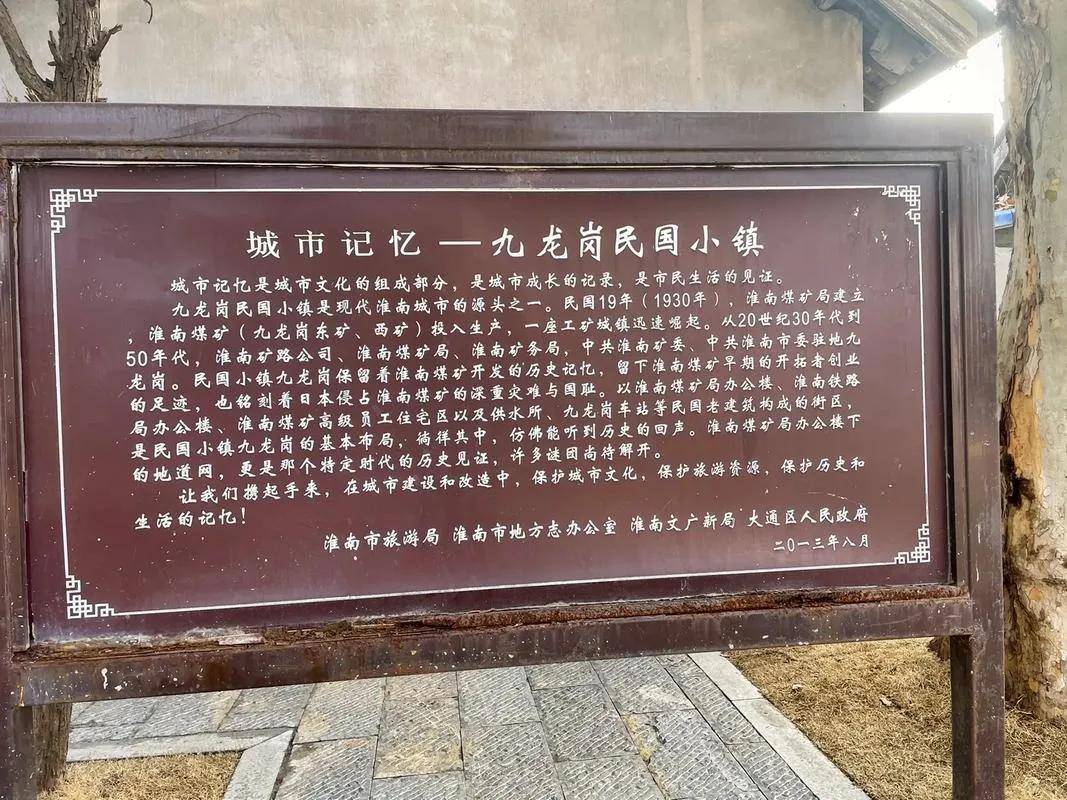 城市记忆—九龙岗民国小镇
城市记忆是城市文化的组成部分，是城市成长的记录，是市民生活的见证。
九龙岗民国小镇是现代淮南城市的源头之一。民国19年（1930年），淮南煤矿局建立
，淮南煤矿（九龙岗东矿、西矿）投入生产，一座工矿城镇迅速崛起。从20世纪30年代到
50年代，淮南矿路公司、淮南煤矿局、淮南矿务局，中共淮南矿委、中共淮南市委驻地九
龙岗。民国小镇九龙岗保留着淮南煤矿开发的历史记忆，留下淮南煤矿早期的开拓者创业
的足迹，也铭刻着日本侵占淮南煤矿的深重灾难与国耻。以淮南煤矿局办公楼、淮南铁路
局办公楼、淮南煤矿高级员工住宅区以及供水所、九龙岗车站等民国老建筑构成的街区，
是民国小镇九龙岗的基本布局，徜徉其中，仿佛能听到历史的回声。淮南煤矿局办公楼下
的地道网，更是那个特定时代的历史见证，许多谜团尚待解开。
让我们携起手来，在城市建设和改造中，保护城市文化，保护旅游资源，保护历史和
生活的记忆！
淮南市旅游局 淮南市地方志办公室 淮南文广新局 大通区人民政府
二〇一三年八月